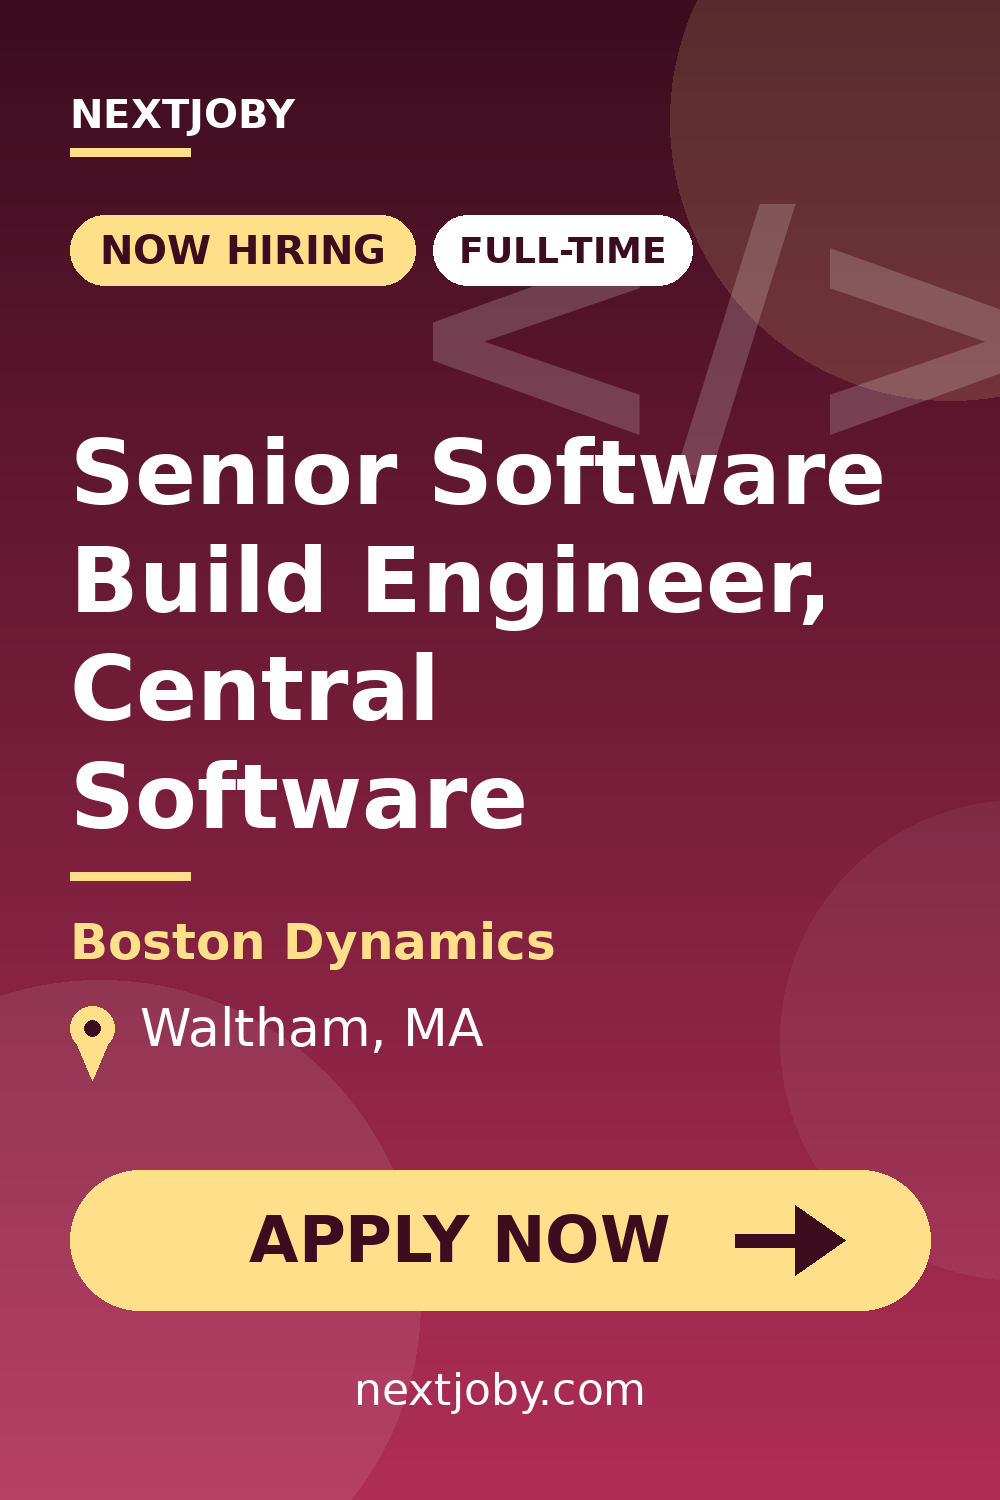 NEXTJOBY
NOW HIRING
FULL-TIME
</>
Senior Software
Build Engineer,
Central
Software
Boston Dynamics
Waltham, MA
APPLY NOW
nextjoby.com